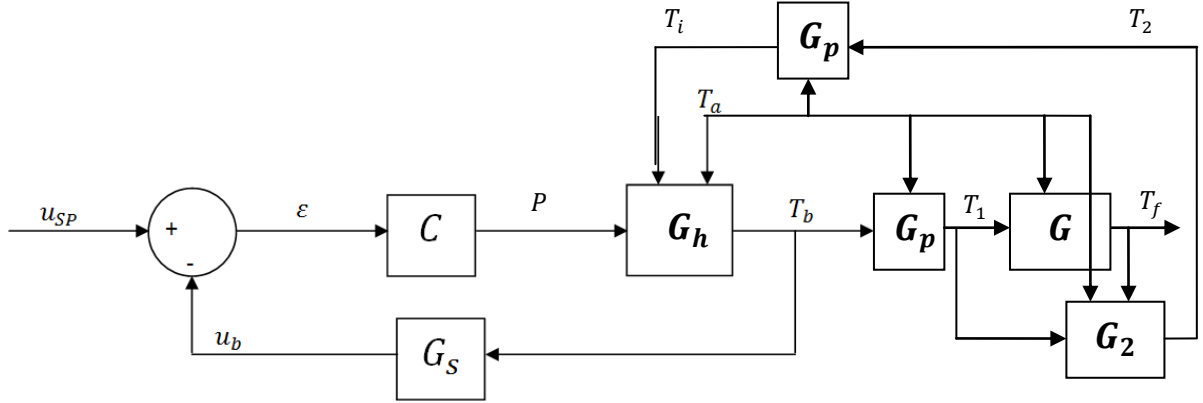 T_i G_p T_2
T_a
u_SP + ε C P G_h T_b G_p T_1 G T_f
-
u_b G_s G_2